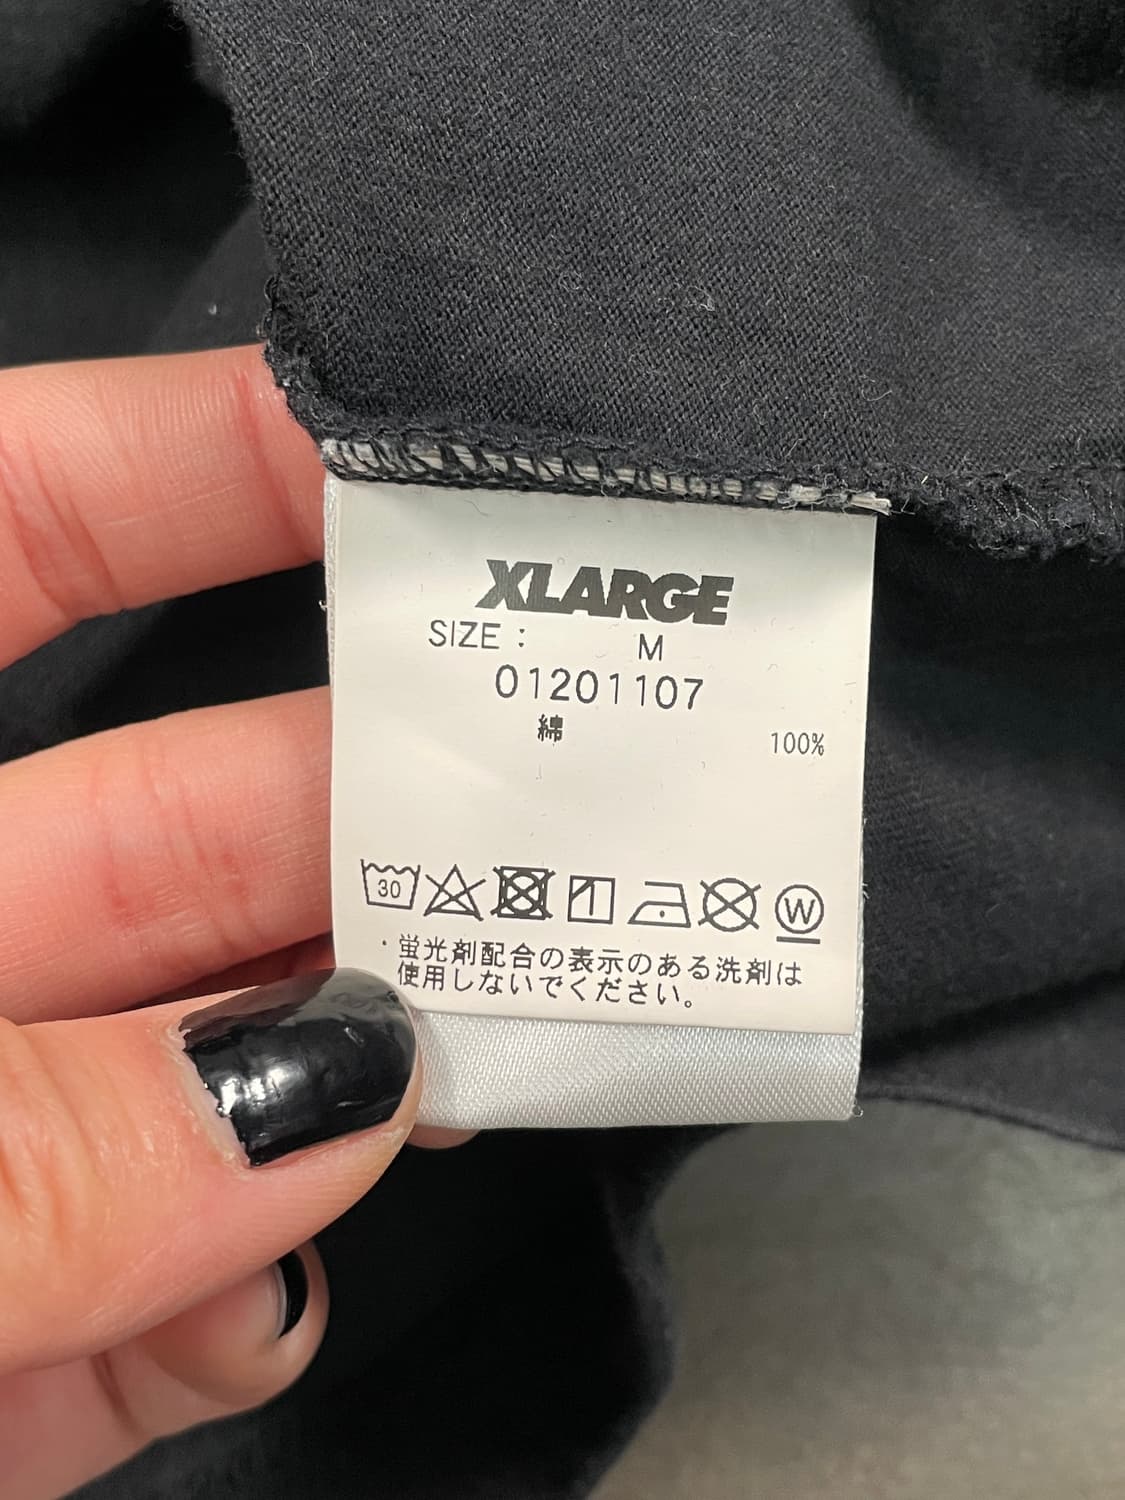 XLARGE
SIZE : M
01201107
綿 100%
30
W
・蛍光剤配合の表示のある洗剤は
使用しないでください。